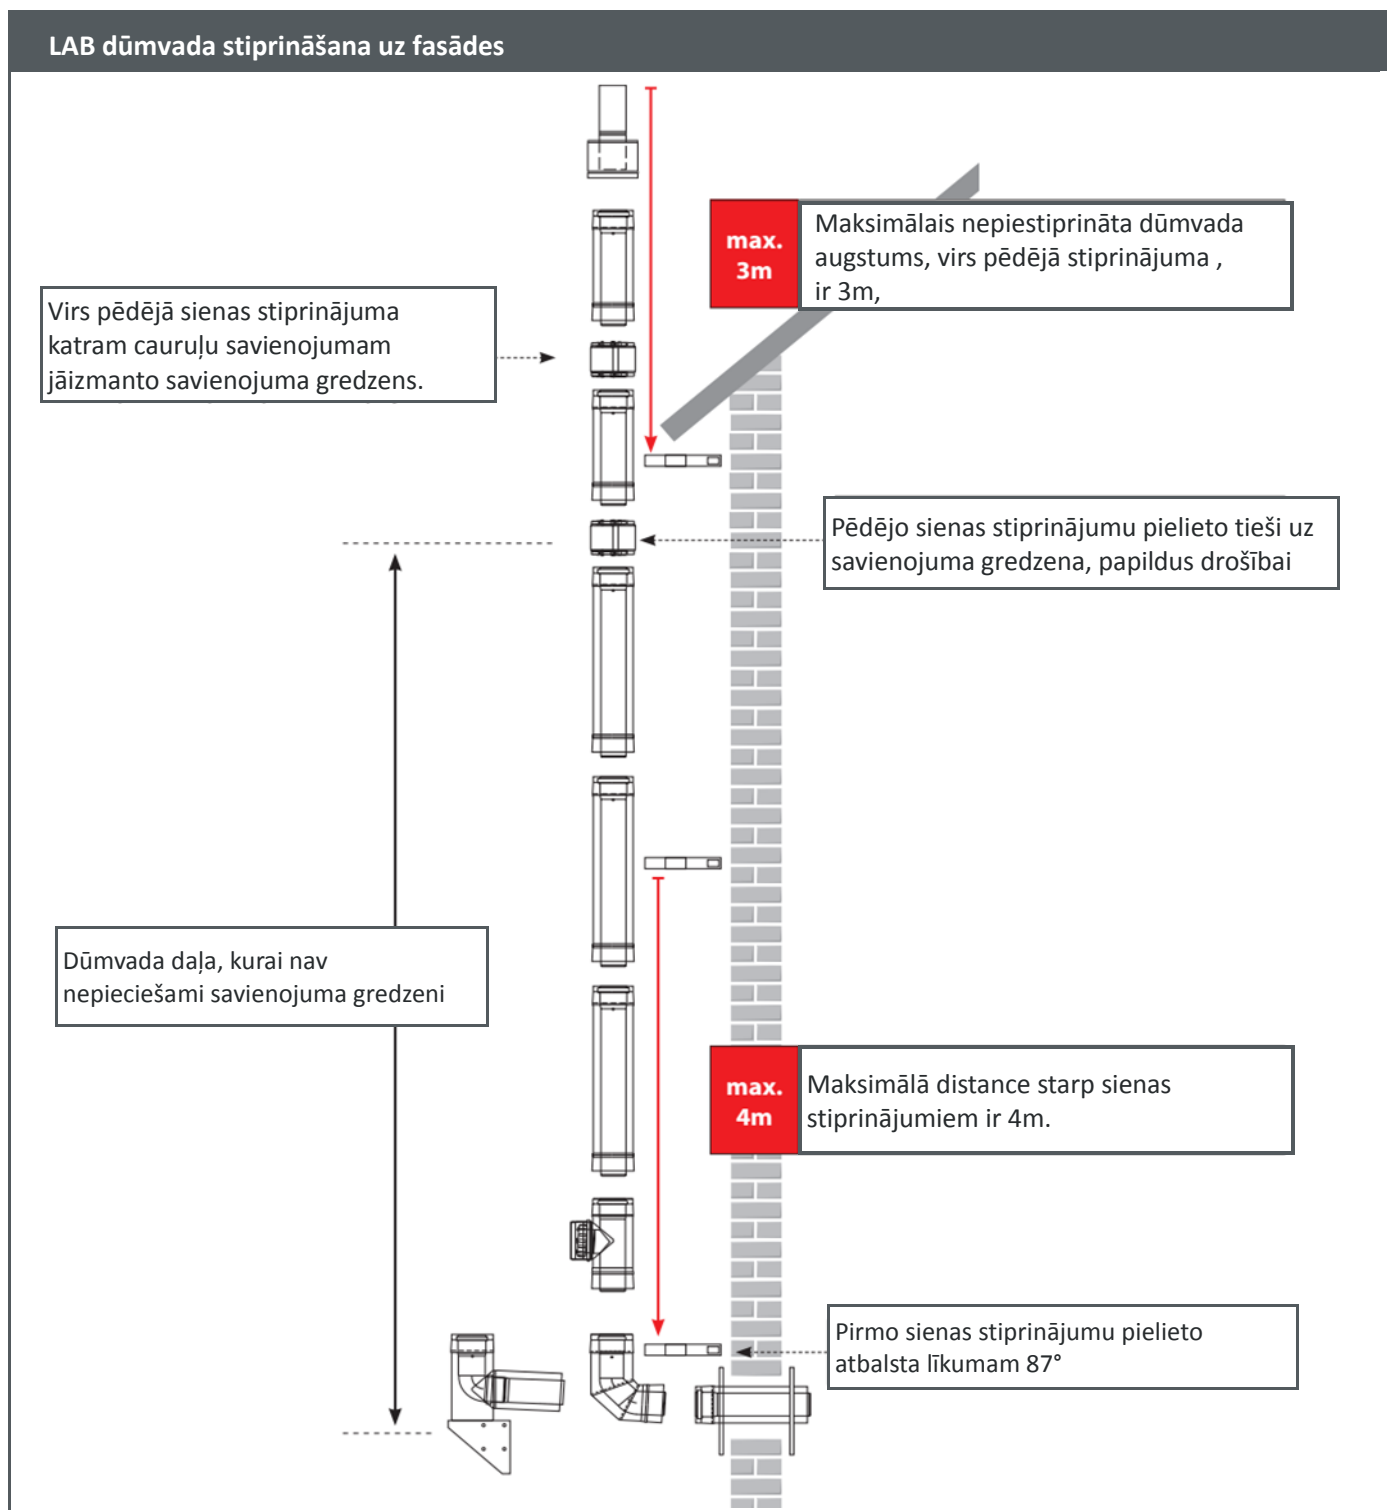 LAB dūmvada stiprināšana uz fasādes
max.
3m
Maksimālais nepiestiprināta dūmvada
augstums, virs pēdējā stiprinājuma ,
ir 3m,
Virs pēdējā sienas stiprinājuma
katram cauruļu savienojumam
jāizmanto savienojuma gredzens.
Pēdējo sienas stiprinājumu pielieto tieši uz
savienojuma gredzena, papildus drošībai
Dūmvada daļa, kurai nav
nepieciešami savienojuma gredzeni
max.
4m
Maksimālā distance starp sienas
stiprinājumiem ir 4m.
Pirmo sienas stiprinājumu pielieto
atbalsta līkumam 87°